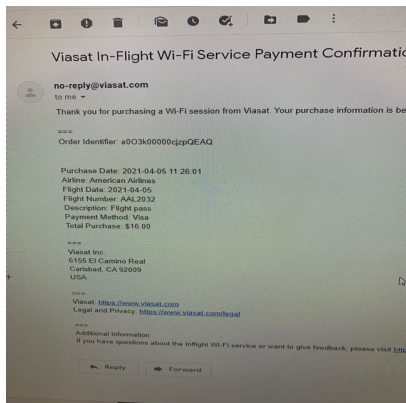 Viasat In-Flight Wi-Fi Service Payment Confirmatio
no-reply@viasat.com
to me
Thank you for purchasing a Wi-Fi session from Viasat. Your purchase information is be
===
Order Identifier: a0O3k00000cjzpQEAQ
Purchase Date: 2021-04-05 11:26:01
Airline: American Airlines
Flight Date: 2021-04-05
Flight Number: AAL2032
Description: Flight pass
Payment Method: Visa
Total Purchase: $16.00
===
Viasat Inc.
6155 El Camino Real
Carlsbad, CA 92009
USA
===
Viasat: https://www.viasat.com
Legal and Privacy: https://www.viasat.com/legal
===
Additional Information
If you have questions about the Inflight Wi-Fi service or want to give feedback, please visit http
Reply Forward